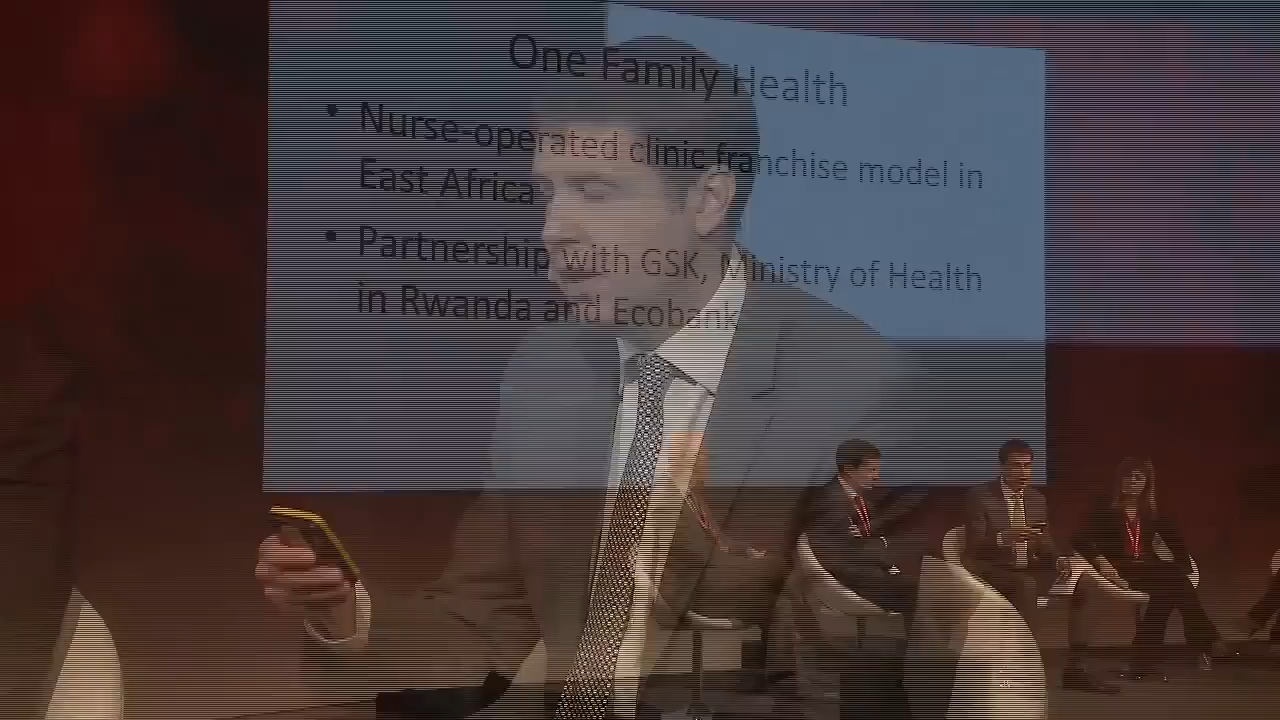 One Family Health
• Nurse-operated clinic franchise model in
East Africa
• Partnership with GSK, Ministry of Health
in Rwanda and Ecobank